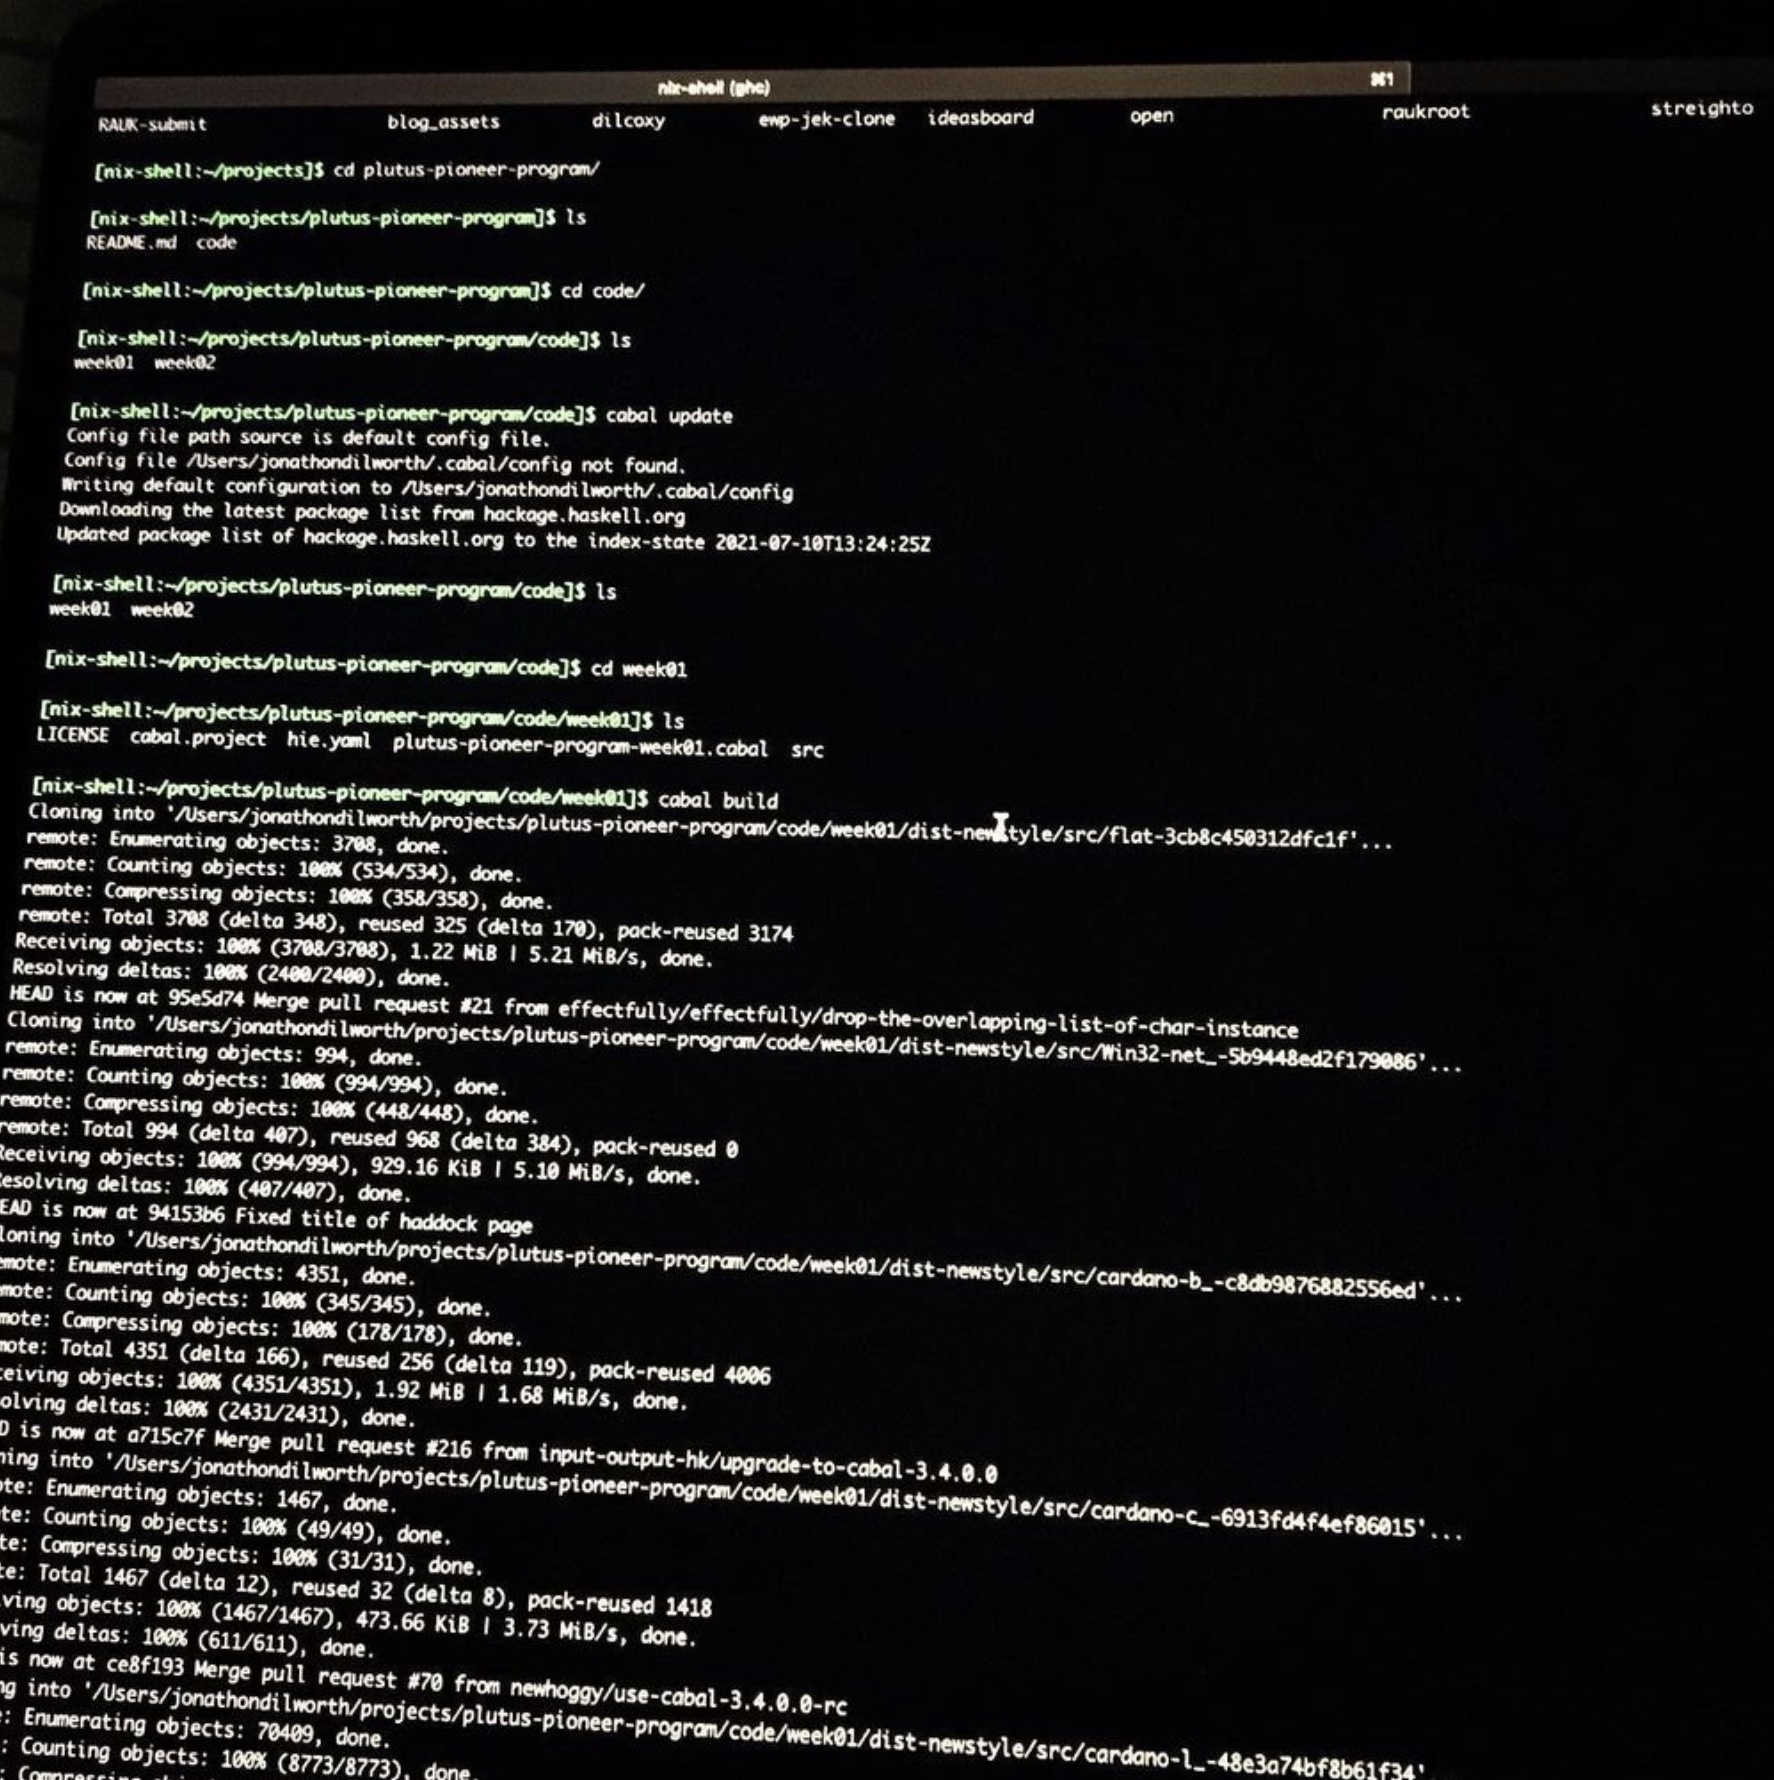 nix-shell (ghc) ⌘1
RAUK-submit blog_assets dilcoxy ewp-jek-clone ideasboard open raukroot streighto
[nix-shell:~/projects]$ cd plutus-pioneer-program/
[nix-shell:~/projects/plutus-pioneer-program]$ ls
README.md code
[nix-shell:~/projects/plutus-pioneer-program]$ cd code/
[nix-shell:~/projects/plutus-pioneer-program/code]$ ls
week01 week02
[nix-shell:~/projects/plutus-pioneer-program/code]$ cabal update
Config file path source is default config file.
Config file /Users/jonathondilworth/.cabal/config not found.
Writing default configuration to /Users/jonathondilworth/.cabal/config
Downloading the latest package list from hackage.haskell.org
Updated package list of hackage.haskell.org to the index-state 2021-07-10T13:24:25Z
[nix-shell:~/projects/plutus-pioneer-program/code]$ ls
week01 week02
[nix-shell:~/projects/plutus-pioneer-program/code]$ cd week01
[nix-shell:~/projects/plutus-pioneer-program/code/week01]$ ls
LICENSE cabal.project hie.yaml plutus-pioneer-program-week01.cabal src
[nix-shell:~/projects/plutus-pioneer-program/code/week01]$ cabal build
Cloning into '/Users/jonathondilworth/projects/plutus-pioneer-program/code/week01/dist-newstyle/src/flat-3cb8c450312dfc1f'...
remote: Enumerating objects: 3708, done.
remote: Counting objects: 100% (534/534), done.
remote: Compressing objects: 100% (358/358), done.
remote: Total 3708 (delta 348), reused 325 (delta 170), pack-reused 3174
Receiving objects: 100% (3708/3708), 1.22 MiB | 5.21 MiB/s, done.
Resolving deltas: 100% (2400/2400), done.
HEAD is now at 95e5d74 Merge pull request #21 from effectfully/effectfully/drop-the-overlapping-list-of-char-instance
Cloning into '/Users/jonathondilworth/projects/plutus-pioneer-program/code/week01/dist-newstyle/src/Win32-net_-5b9448ed2f179086'...
remote: Enumerating objects: 994, done.
remote: Counting objects: 100% (994/994), done.
remote: Compressing objects: 100% (448/448), done.
remote: Total 994 (delta 407), reused 968 (delta 384), pack-reused 0
Receiving objects: 100% (994/994), 929.16 KiB | 5.10 MiB/s, done.
esolving deltas: 100% (407/407), done.
EAD is now at 94153b6 Fixed title of haddock page
loning into '/Users/jonathondilworth/projects/plutus-pioneer-program/code/week01/dist-newstyle/src/cardano-b_-c8db9876882556ed'...
emote: Enumerating objects: 4351, done.
mote: Counting objects: 100% (345/345), done.
mote: Compressing objects: 100% (178/178), done.
mote: Total 4351 (delta 166), reused 256 (delta 119), pack-reused 4006
ceiving objects: 100% (4351/4351), 1.92 MiB | 1.68 MiB/s, done.
olving deltas: 100% (2431/2431), done.
D is now at a715c7f Merge pull request #216 from input-output-hk/upgrade-to-cabal-3.4.0.0
ning into '/Users/jonathondilworth/projects/plutus-pioneer-program/code/week01/dist-newstyle/src/cardano-c_-6913fd4f4ef86015'...
ote: Enumerating objects: 1467, done.
te: Counting objects: 100% (49/49), done.
te: Compressing objects: 100% (31/31), done.
te: Total 1467 (delta 12), reused 32 (delta 8), pack-reused 1418
ving objects: 100% (1467/1467), 473.66 KiB | 3.73 MiB/s, done.
ving deltas: 100% (611/611), done.
is now at ce8f193 Merge pull request #70 from newhoggy/use-cabal-3.4.0.0-rc
ng into '/Users/jonathondilworth/projects/plutus-pioneer-program/code/week01/dist-newstyle/src/cardano-l_-48e3a74bf8b61f34'
: Enumerating objects: 70409, done.
: Counting objects: 100% (8773/8773), done.